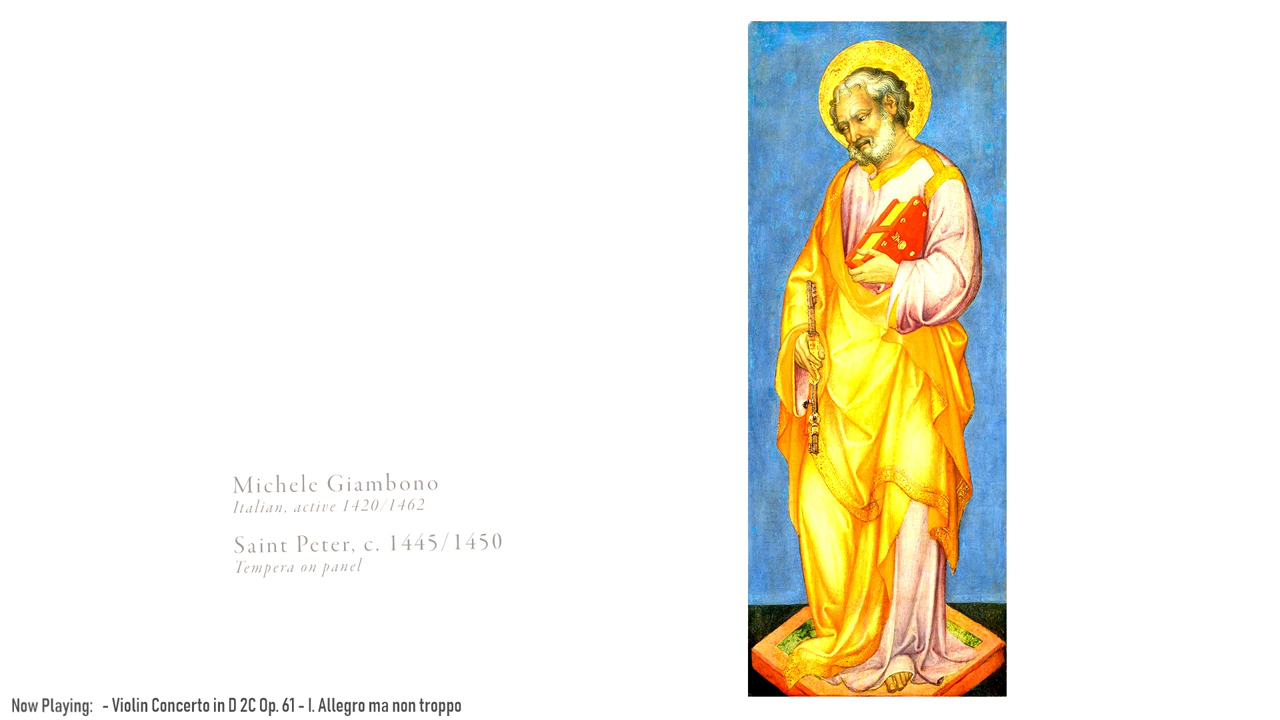 Michele Giambono
Italian, active 1420/1462
Saint Peter, c. 1445/1450
Tempera on panel
Now Playing: - Violin Concerto in D 2C Op. 61 - I. Allegro ma non troppo